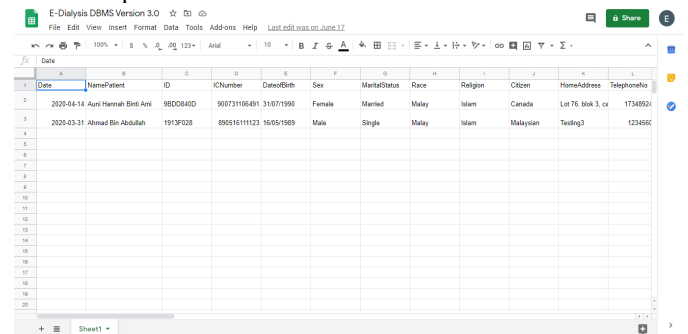 E-Dialysis DBMS Version 3.0
Share
E
File Edit View Insert Format Data Tools Add-ons Help Last edit was on June 17
100% $ % .0 .00 123 Arial 10 B I S A
fx Date
A B C D E F G H I J K L
1 Date NamePatient ID ICNumber DateofBirth Sex MaritalStatus Race Religion Citizen HomeAddress TelephoneNo
2 2020-04-14 Auni Hannah Binti Ami 9BDD840D 900731106491 31/07/1990 Female Married Malay Islam Canada Lot 76, blok 3, ca 1734892
3 2020-03-31 Ahmad Bin Abdullah 1913F028 890516111123 16/05/1989 Male Single Malay Islam Malaysian Testing3 123456
4
5
6
7
8
9
10
11
12
13
14
15
16
17
18
19
20
Sheet1